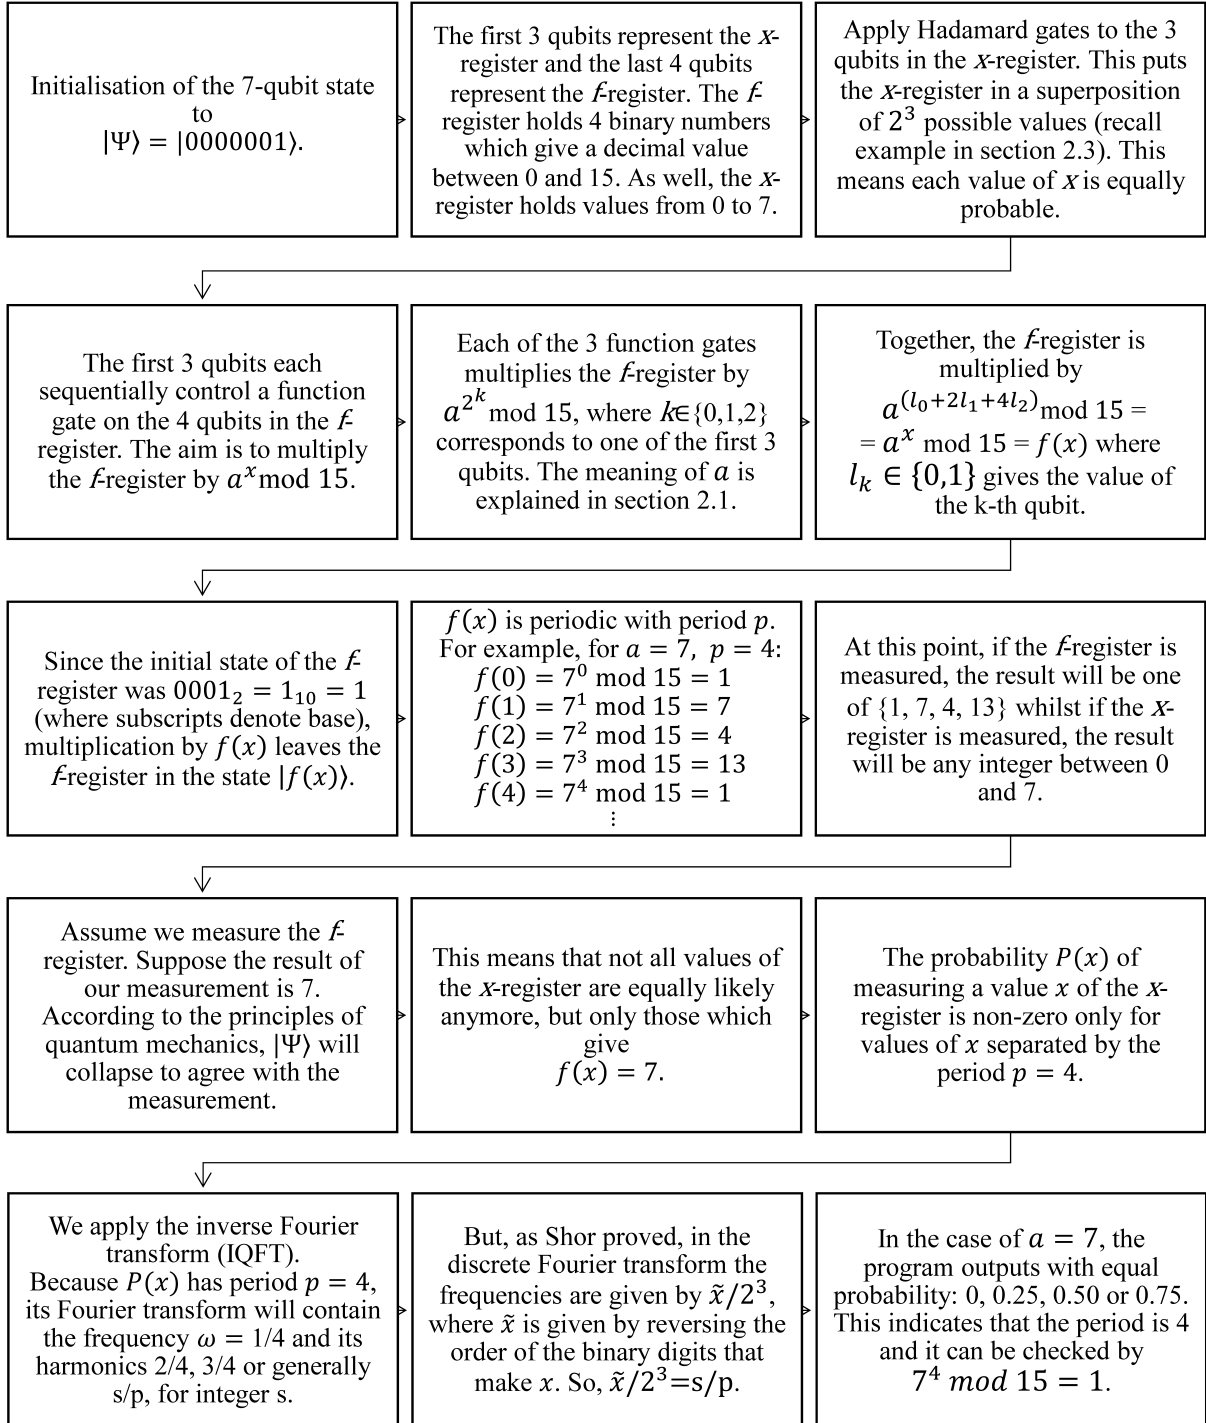 Initialisation of the 7-qubit state
to
|Ψ⟩ = |0000001⟩.
The first 3 qubits represent the x-
register and the last 4 qubits
represent the f-register. The f-
register holds 4 binary numbers
which give a decimal value
between 0 and 15. As well, the x-
register holds values from 0 to 7.
Apply Hadamard gates to the 3
qubits in the x-register. This puts
the x-register in a superposition
of 2³ possible values (recall
example in section 2.3). This
means each value of x is equally
probable.
The first 3 qubits each
sequentially control a function
gate on the 4 qubits in the f-
register. The aim is to multiply
the f-register by aˣ mod 15.
Each of the 3 function gates
multiplies the f-register by
a^{2^k} mod 15, where k∈{0,1,2}
corresponds to one of the first 3
qubits. The meaning of a is
explained in section 2.1.
Together, the f-register is
multiplied by
a^{(l₀+2l₁+4l₂)} mod 15 =
= aˣ mod 15 = f(x) where
l_k ∈ {0,1} gives the value of
the k-th qubit.
Since the initial state of the f-
register was 0001₂ = 1₁₀ = 1
(where subscripts denote base),
multiplication by f(x) leaves the
f-register in the state |f(x)⟩.
f(x) is periodic with period p.
For example, for a = 7, p = 4:
f(0) = 7⁰ mod 15 = 1
f(1) = 7¹ mod 15 = 7
f(2) = 7² mod 15 = 4
f(3) = 7³ mod 15 = 13
f(4) = 7⁴ mod 15 = 1
⋮
At this point, if the f-register is
measured, the result will be one
of {1, 7, 4, 13} whilst if the x-
register is measured, the result
will be any integer between 0
and 7.
Assume we measure the f-
register. Suppose the result of
our measurement is 7.
According to the principles of
quantum mechanics, |Ψ⟩ will
collapse to agree with the
measurement.
This means that not all values of
the x-register are equally likely
anymore, but only those which
give
f(x) = 7.
The probability P(x) of
measuring a value x of the x-
register is non-zero only for
values of x separated by the
period p = 4.
We apply the inverse Fourier
transform (IQFT).
Because P(x) has period p = 4,
its Fourier transform will contain
the frequency ω = 1/4 and its
harmonics 2/4, 3/4 or generally
s/p, for integer s.
But, as Shor proved, in the
discrete Fourier transform the
frequencies are given by x̃/2³,
where x̃ is given by reversing the
order of the binary digits that
make x. So, x̃/2³=s/p.
In the case of a = 7, the
program outputs with equal
probability: 0, 0.25, 0.50 or 0.75.
This indicates that the period is 4
and it can be checked by
7⁴ mod 15 = 1.